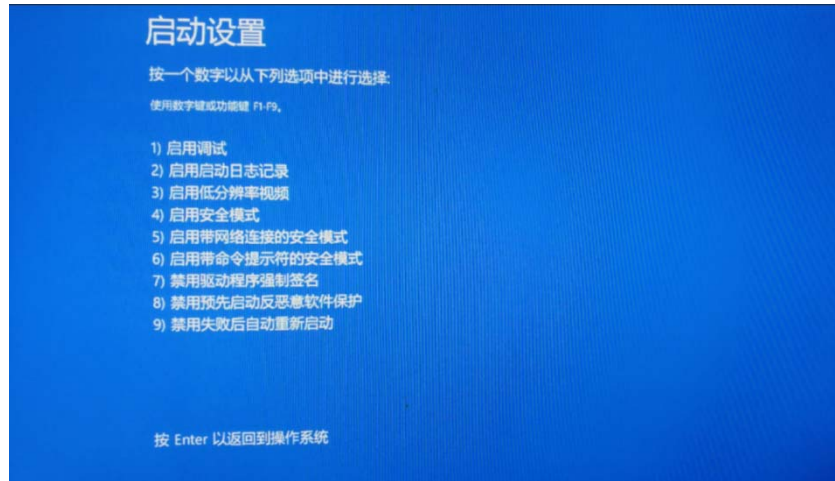 启动设置
按一个数字以从下列选项中进行选择:
使用数字键或功能键 F1-F9。
1) 启用调试
2) 启用启动日志记录
3) 启用低分辨率视频
4) 启用安全模式
5) 启用带网络连接的安全模式
6) 启用带命令提示符的安全模式
7) 禁用驱动程序强制签名
8) 禁用预先启动反恶意软件保护
9) 禁用失败后自动重新启动
按 Enter 以返回到操作系统